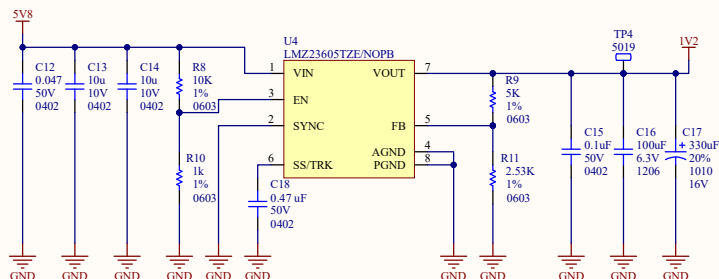 5V8
C12
0.047
50V
0402
C13
10u
10V
0402
C14
10u
10V
0402
R8
10K
1%
0603
R10
1k
1%
0603
U4
LMZ23605TZE/NOPB
1
VIN
3
EN
2
SYNC
6
SS/TRK
VOUT
7
FB
5
AGND
4
PGND
8
C18
0.47 uF
50V
0402
R9
5K
1%
0603
R11
2.53K
1%
0603
TP4
5019
1V2
C15
0.1uF
50V
0402
C16
100uF
6.3V
1206
C17
+ 330uF
20%
1010
16V
GND
GND
GND
GND
GND
GND
GND
GND
GND
GND
GND